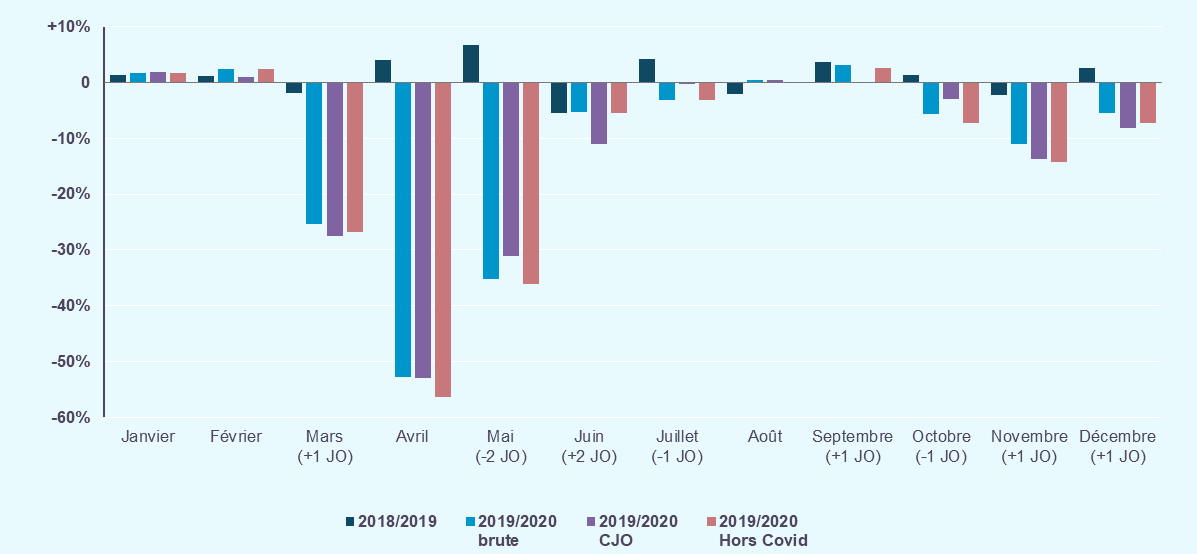 +10%
0
-10%
-20%
-30%
-40%
-50%
-60%
Janvier
Février
Mars
(+1 JO)
Avril
Mai
(-2 JO)
Juin
(+2 JO)
Juillet
(-1 JO)
Août
Septembre
(+1 JO)
Octobre
(-1 JO)
Novembre
(+1 JO)
Décembre
(+1 JO)
2018/2019
2019/2020
brute
2019/2020
CJO
2019/2020
Hors Covid